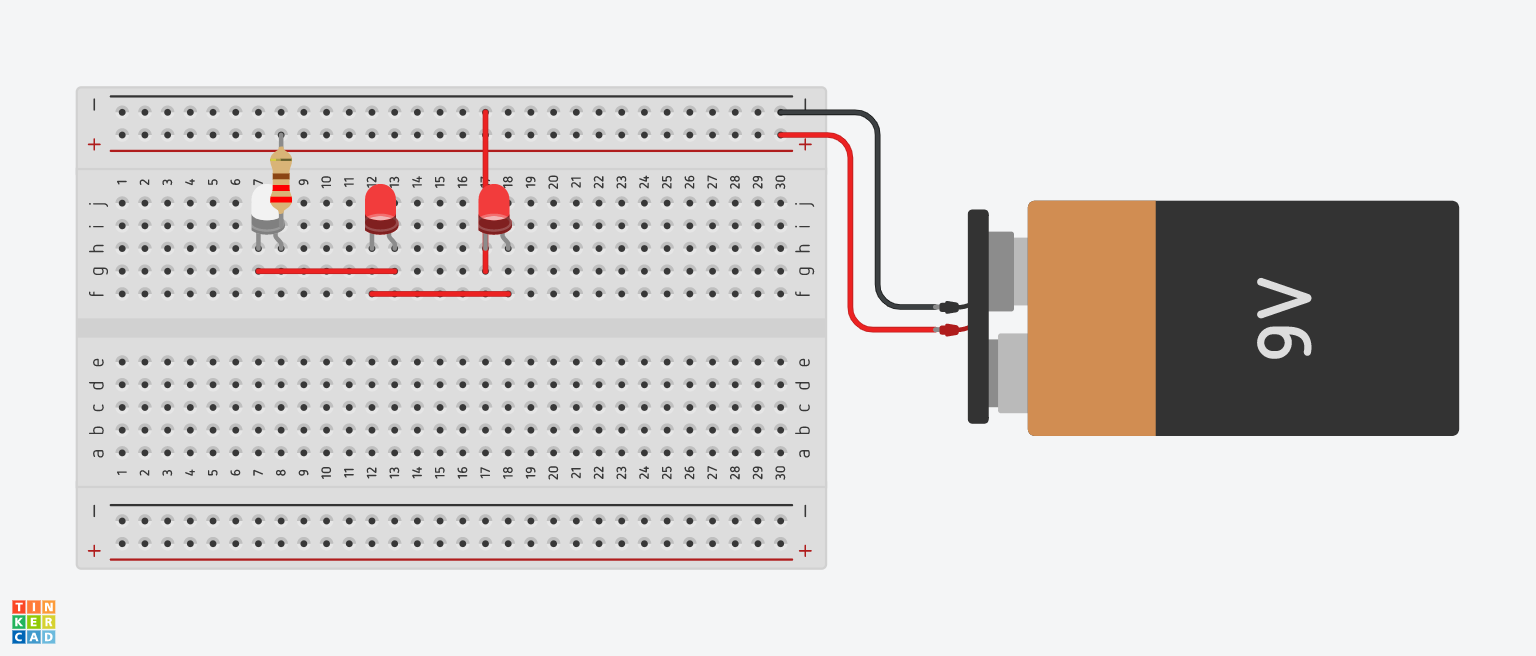 − −
+ +
1 2 3 4 5 6 7 8 9 10 11 12 13 14 15 16 17 18 19 20 21 22 23 24 25 26 27 28 29 30
j j
i i
h h
g g
f f
9V
e e
d d
c c
b b
a a
1 2 3 4 5 6 7 8 9 10 11 12 13 14 15 16 17 18 19 20 21 22 23 24 25 26 27 28 29 30
− −
+ +
TIN
KER
CAD